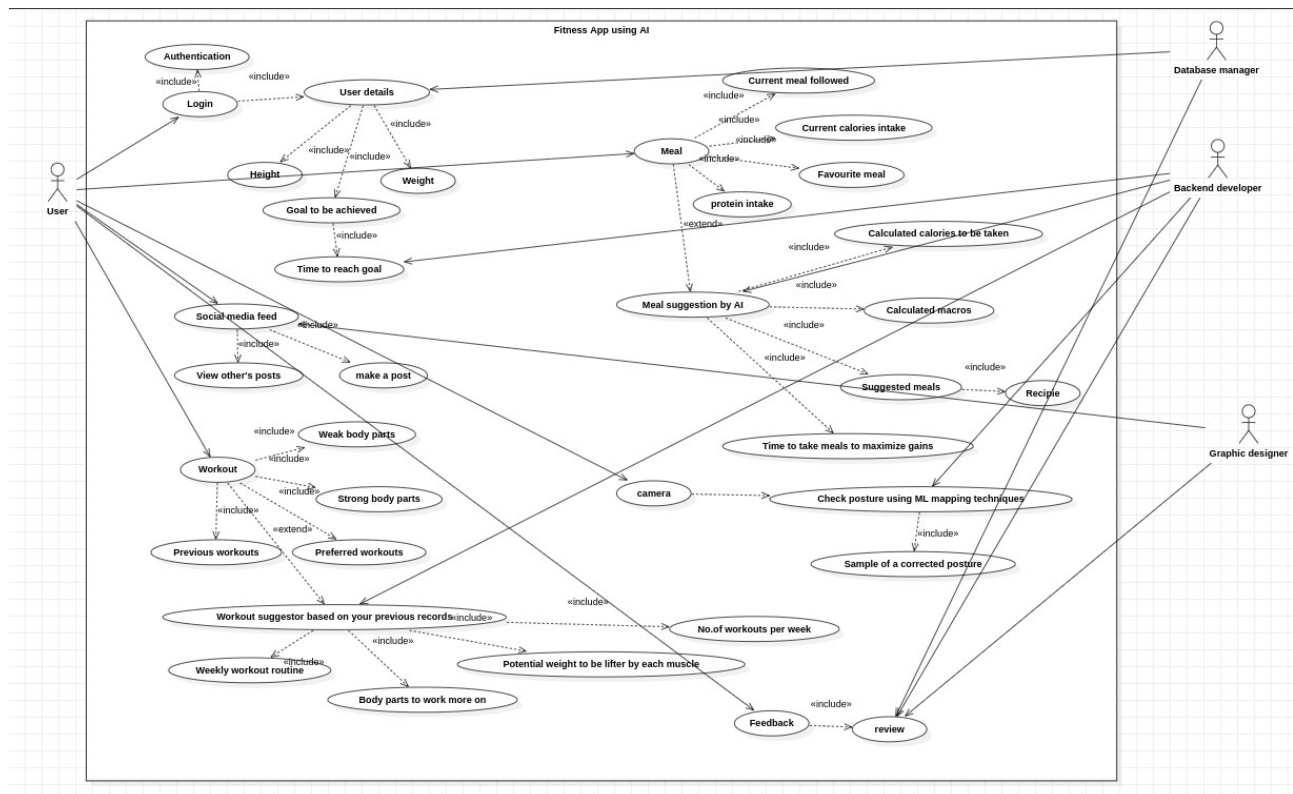 Fitness App using AI
Authentication
«include»
«include»
Login
User details
«include»
«include»
«include»
Height
Weight
Goal to be achieved
«include»
Time to reach goal
User
Current meal followed
«include»
«include»
Current calories intake
«include»
Meal
«include»
Favourite meal
protein intake
«extend»
Calculated calories to be taken
«include»
Meal suggestion by AI
«include»
Calculated macros
«include»
«include»
Suggested meals
«include»
Recipie
Time to take meals to maximize gains
Database manager
Backend developer
Graphic designer
Social media feed
«include»
«include»
View other's posts
make a post
«include»
Weak body parts
«include»
Workout
«include»
Strong body parts
«include»
«extend»
Previous workouts
Preferred workouts
camera
Check posture using ML mapping techniques
«include»
Sample of a corrected posture
Workout suggestor based on your previous records
«include»
«include»
No.of workouts per week
«include»
«include»
Weekly workout routine
Potential weight to be lifter by each muscle
Body parts to work more on
Feedback
«include»
review